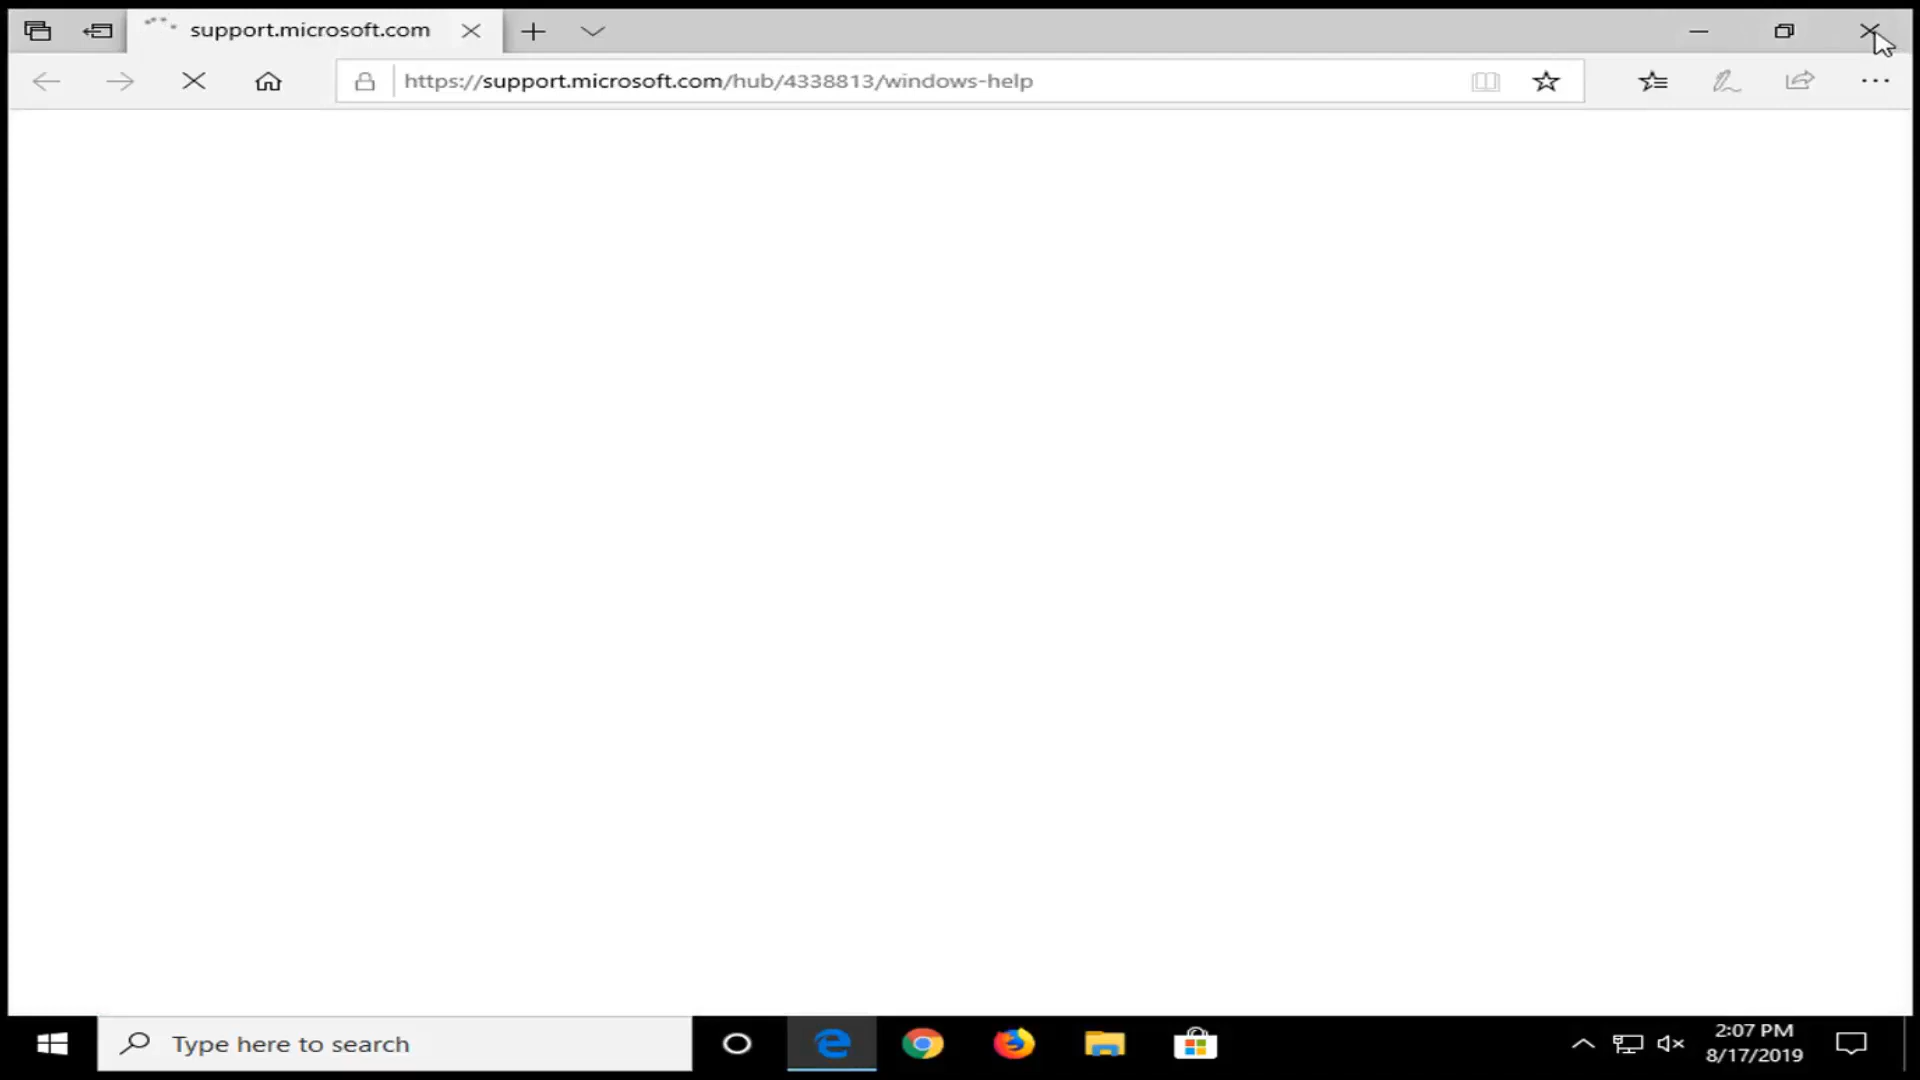 support.microsoft.com
https://support.microsoft.com/hub/4338813/windows-help
Type here to search
2:07 PM
8/17/2019